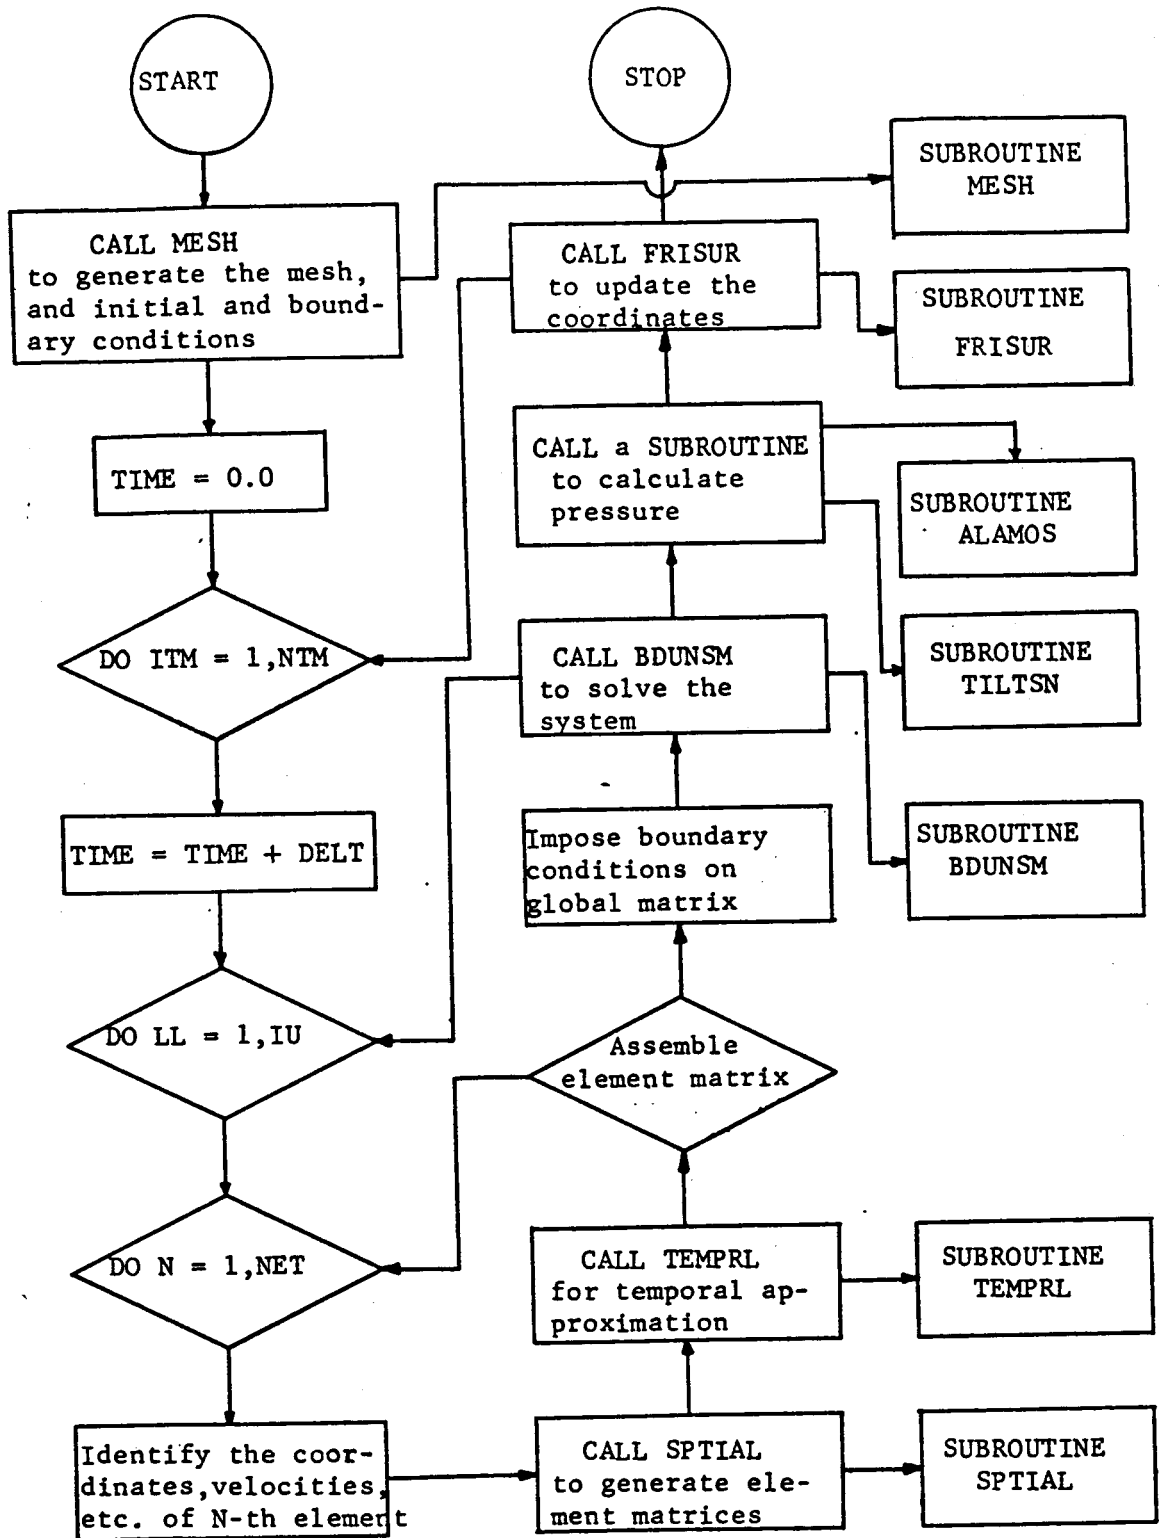 START
CALL MESH
to generate the mesh,
and initial and bound-
ary conditions
TIME = 0.0
DO ITM = 1,NTM
TIME = TIME + DELT
DO LL = 1,IU
DO N = 1,NET
Identify the coor-
dinates,velocities,
etc. of N-th element
STOP
CALL FRISUR
to update the
coordinates
CALL a SUBROUTINE
to calculate
pressure
CALL BDUNSM
to solve the
system
Impose boundary
conditions on
global matrix
Assemble
element matrix
CALL TEMPRL
for temporal ap-
proximation
CALL SPTIAL
to generate ele-
ment matrices
SUBROUTINE
MESH
SUBROUTINE
FRISUR
SUBROUTINE
ALAMOS
SUBROUTINE
TILTSN
SUBROUTINE
BDUNSM
SUBROUTINE
TEMPRL
SUBROUTINE
SPTIAL